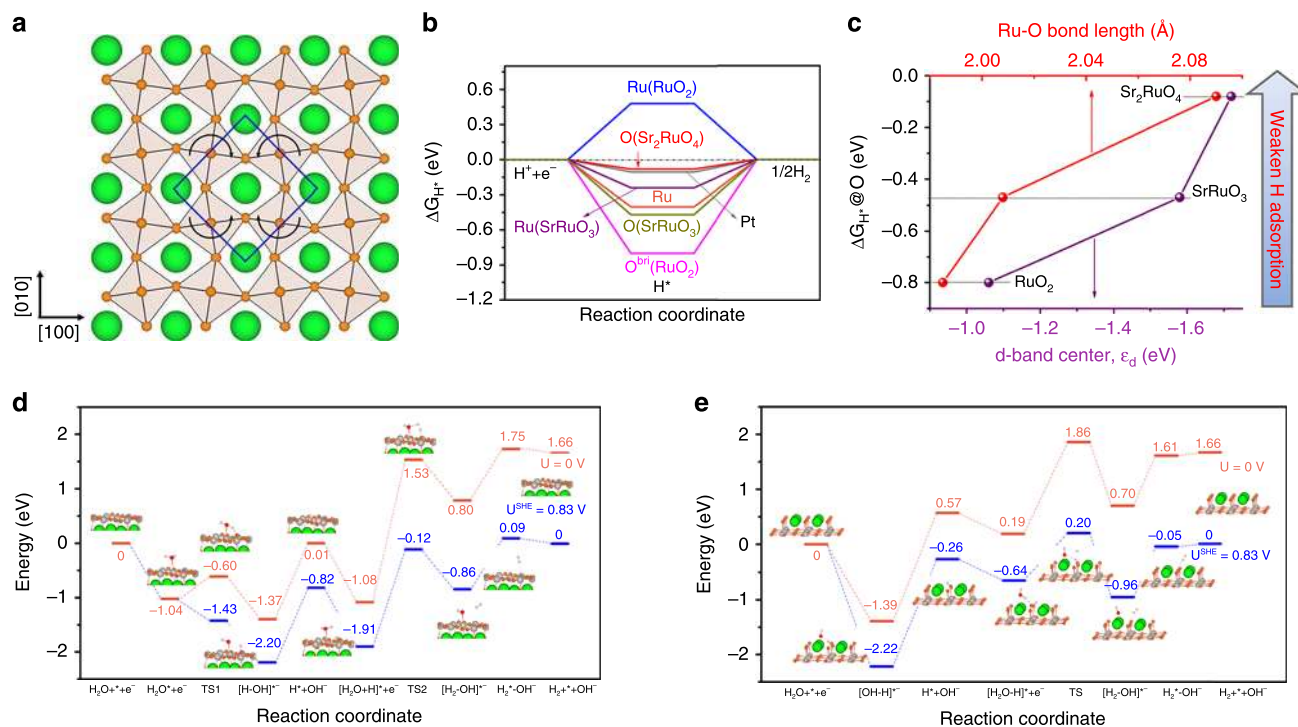 a
[010]
[100]
b
ΔG_H* (eV)
0.6
0.3
0.0
−0.3
−0.6
−0.9
−1.2
Ru(RuO₂)
O(Sr₂RuO₄)
H⁺+e⁻
1/2H₂
Ru
Pt
Ru(SrRuO₃)
O(SrRuO₃)
O^bri(RuO₂)
H*
Reaction coordinate
c
Ru-O bond length (Å)
2.00
2.04
2.08
ΔG_H*@O (eV)
0.0
−0.2
−0.4
−0.6
−0.8
Sr₂RuO₄
SrRuO₃
RuO₂
−1.0
−1.2
−1.4
−1.6
d-band center, ε_d (eV)
Weaken H adsorption
d
Energy (eV)
2
1
0
−1
−2
0
−1.04
−0.60
−1.43
−1.37
−2.20
0.01
−0.82
−1.08
−1.91
1.53
−0.12
0.80
−0.86
1.75
0.09
1.66
U = 0 V
U^SHE = 0.83 V
0
H₂O+*+e⁻
H₂O*+e⁻
TS1
[H-OH]*⁻
H*+OH⁻
[H₂O+H]*+e⁻
TS2
[H₂-OH]*⁻
H₂*-OH⁻
H₂+*+OH⁻
Reaction coordinate
e
Energy (eV)
2
1
0
−1
−2
0
−1.39
−2.22
0.57
−0.26
0.19
−0.64
1.86
0.20
0.70
−0.96
1.61
−0.05
1.66
U = 0 V
0
U^SHE = 0.83 V
H₂O+*+e⁻
[OH-H]*⁻
H*+OH⁻
[H₂O-H]*+e⁻
TS
[H₂-OH]*⁻
H₂*-OH⁻
H₂+*+OH⁻
Reaction coordinate